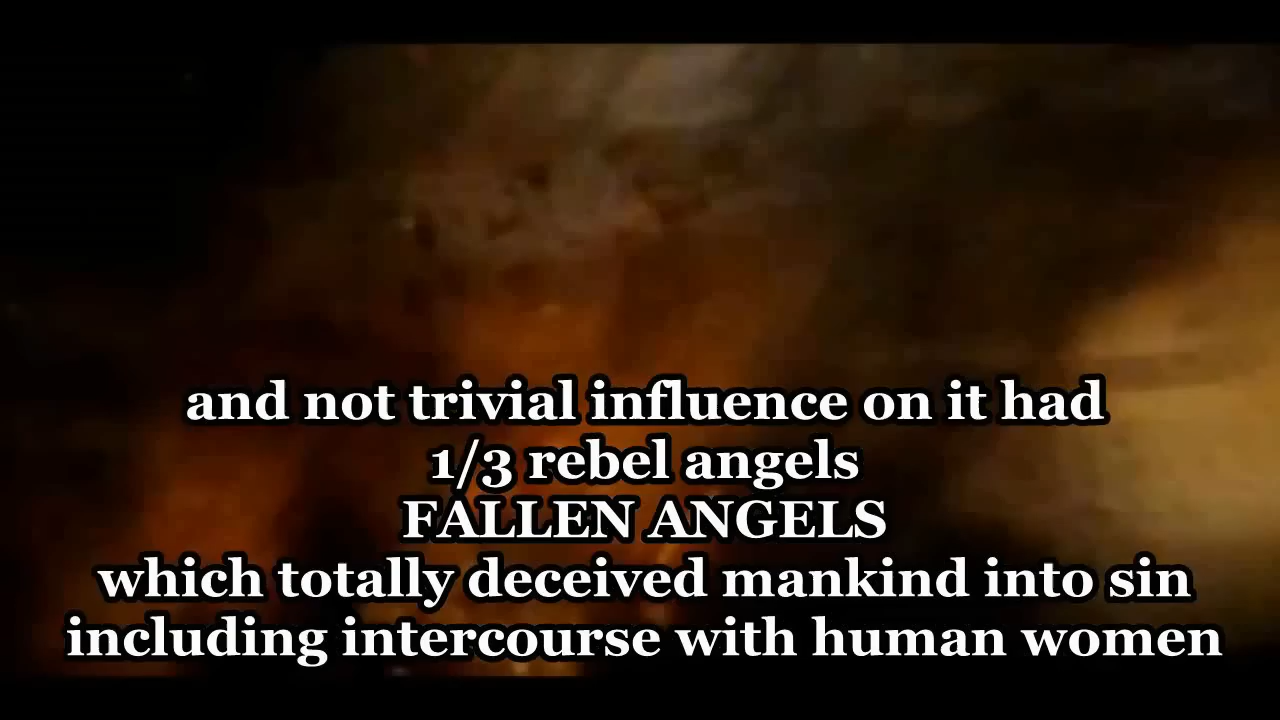 and not trivial influence on it had
1/3 rebel angels
FALLEN ANGELS
which totally deceived mankind into sin
including intercourse with human women